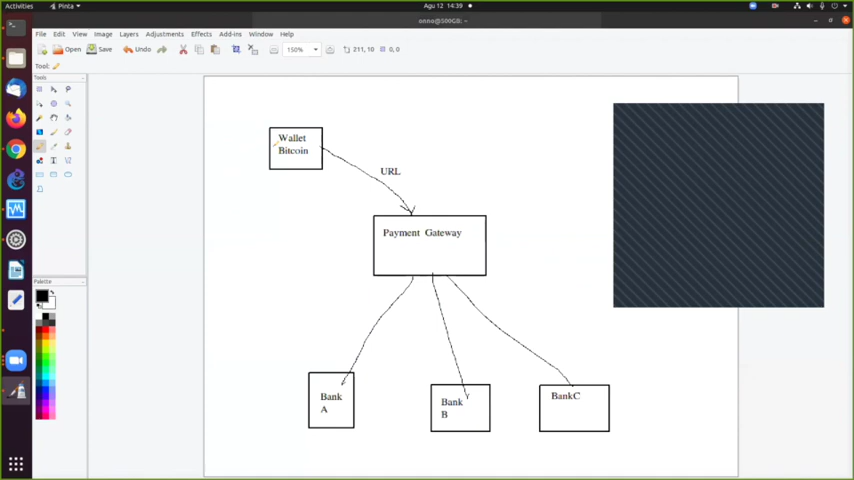 Activities
Pinta
Agu 12 14:39
onno@500GB: ~
File Edit View Image Layers Adjustments Effects Add-ins Window Help
Open Save Undo 150% 211, 10 0, 0
Tool:
Tools
Palette
Wallet
Bitcoin
URL
Payment Gateway
Bank
A
Bank
B
BankC